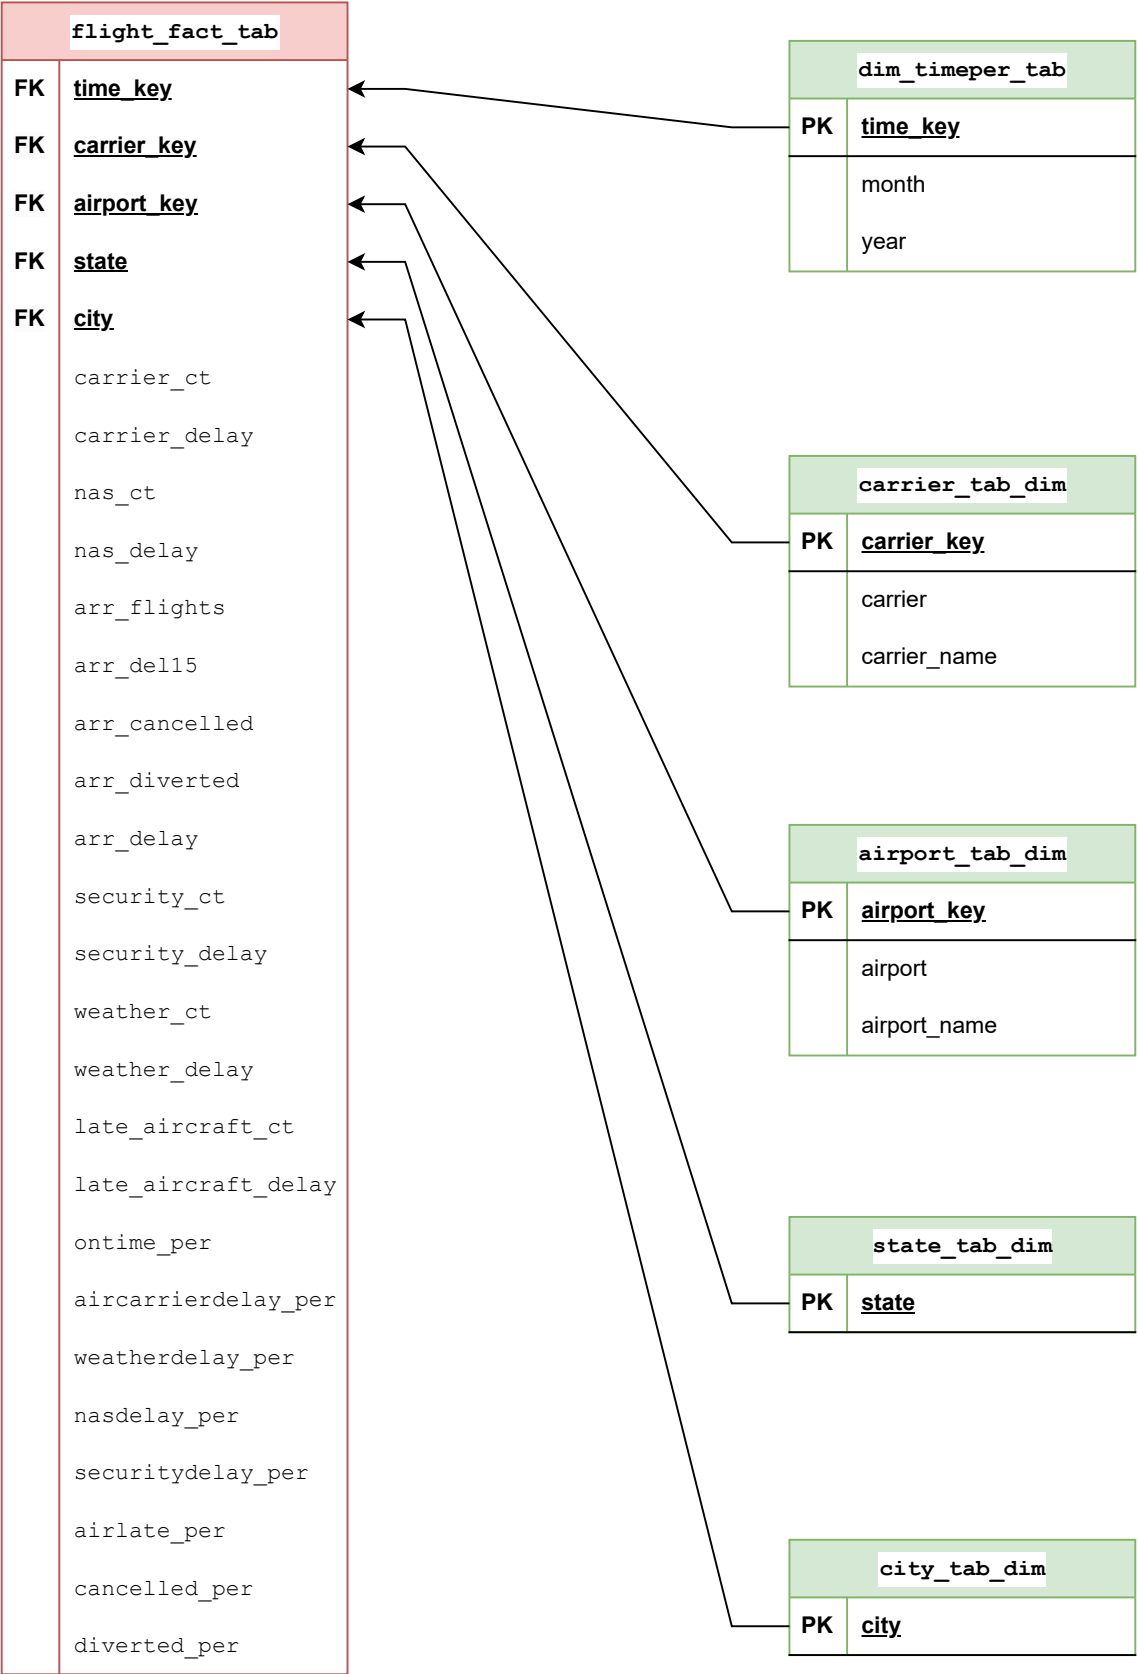 flight_fact_tab
FK time_key
FK carrier_key
FK airport_key
FK state
FK city
carrier_ct
carrier_delay
nas_ct
nas_delay
arr_flights
arr_del15
arr_cancelled
arr_diverted
arr_delay
security_ct
security_delay
weather_ct
weather_delay
late_aircraft_ct
late_aircraft_delay
ontime_per
aircarrierdelay_per
weatherdelay_per
nasdelay_per
securitydelay_per
airlate_per
cancelled_per
diverted_per
dim_timeper_tab
PK time_key
month
year
carrier_tab_dim
PK carrier_key
carrier
carrier_name
airport_tab_dim
PK airport_key
airport
airport_name
state_tab_dim
PK state
city_tab_dim
PK city